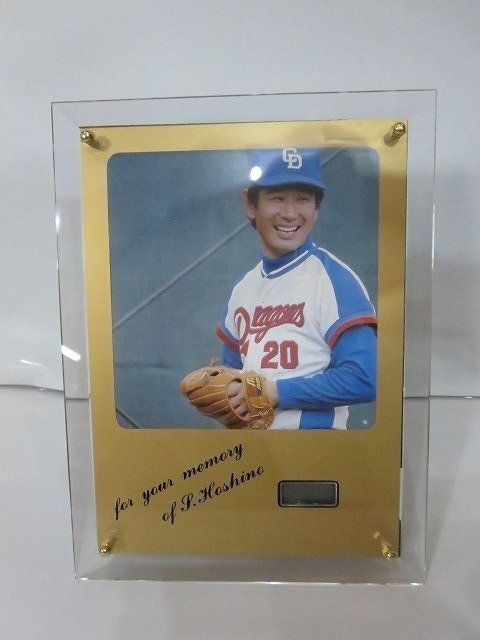 CD
Dragons
20
for your memory
of S. Hoshino